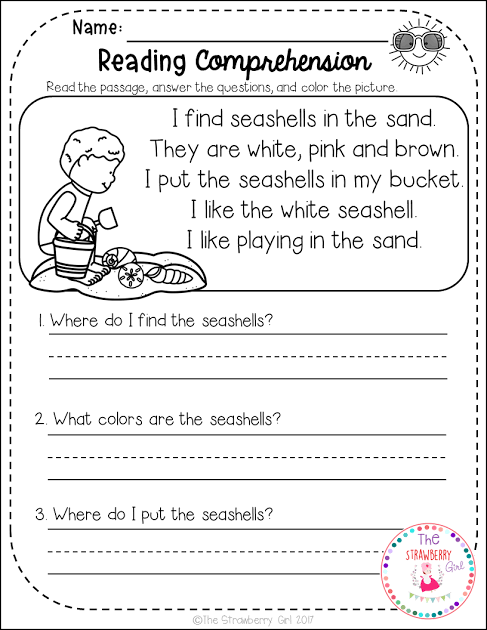 Name:
Reading Comprehension
Read the passage, answer the questions, and color the picture.
I find seashells in the sand.
They are white, pink and brown.
I put the seashells in my bucket.
I like the white seashell.
I like playing in the sand.
1. Where do I find the seashells?
2. What colors are the seashells?
3. Where do I put the seashells?
The
STRAWBERRY
Girl
©The Strawberry Girl 2017